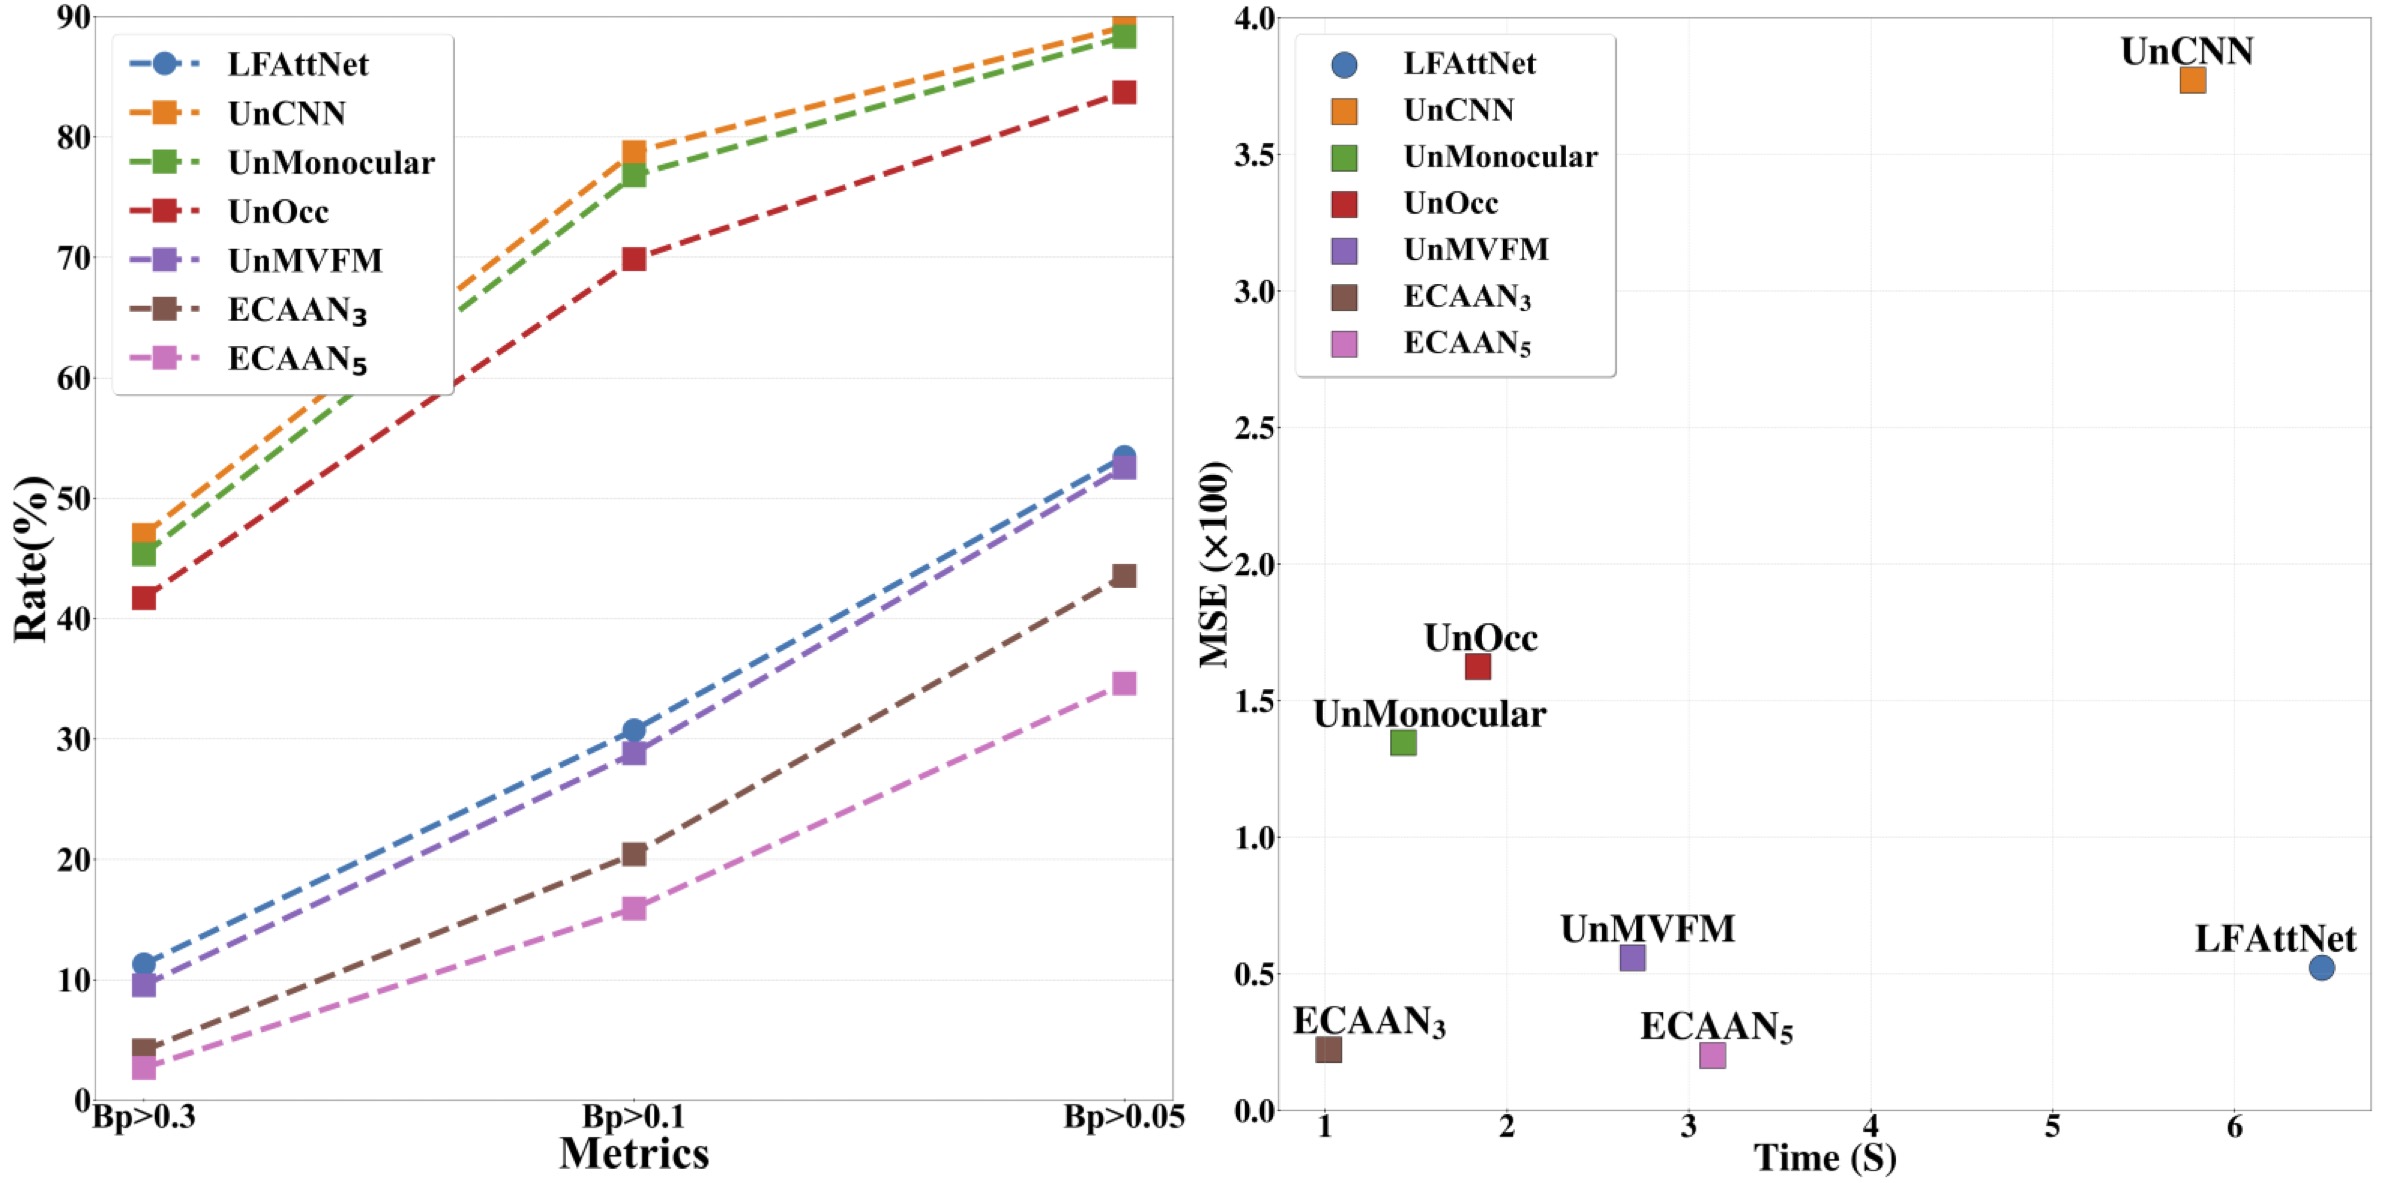 90
80
70
60
50
40
30
20
10
0
Rate(%)
LFAttNet
UnCNN
UnMonocular
UnOcc
UnMVFM
ECAAN₃
ECAAN₅
Bp>0.3 Bp>0.1 Bp>0.05
Metrics
4.0
3.5
3.0
2.5
2.0
1.5
1.0
0.5
0.0
MSE (×100)
LFAttNet
UnCNN
UnMonocular
UnOcc
UnMVFM
ECAAN₃
ECAAN₅
UnCNN
UnOcc
UnMonocular
UnMVFM
LFAttNet
ECAAN₃
ECAAN₅
1 2 3 4 5 6
Time (S)